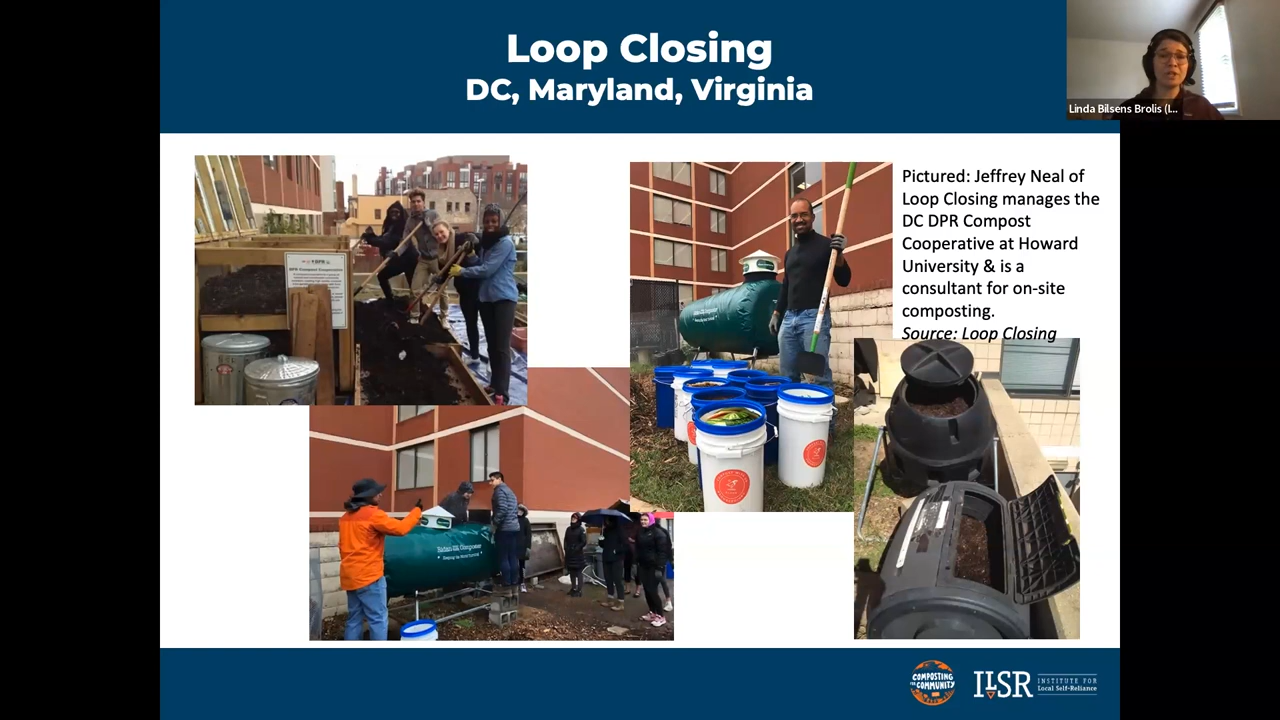 Loop Closing
DC, Maryland, Virginia
Linda Bilsens Brolis (I...
Pictured: Jeffrey Neal of
Loop Closing manages the
DC DPR Compost
Cooperative at Howard
University & is a
consultant for on-site
composting.
Source: Loop Closing
DPR
DPR Compost Cooperative
COMPOSTING
FOR COMMUNITY
ILSR
INSTITUTE FOR
Local Self-Reliance